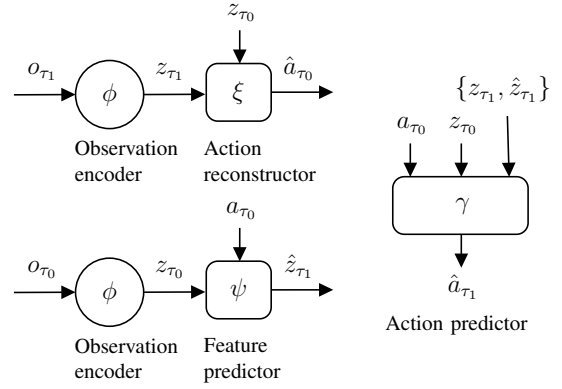 z_{τ_0}
o_{τ_1} ϕ z_{τ_1} ξ â_{τ_0}
Observation encoder
Action reconstructor
a_{τ_0}
o_{τ_0} ϕ z_{τ_0} ψ ẑ_{τ_1}
Observation encoder
Feature predictor
{z_{τ_1}, ẑ_{τ_1}}
a_{τ_0} z_{τ_0}
γ
â_{τ_1}
Action predictor